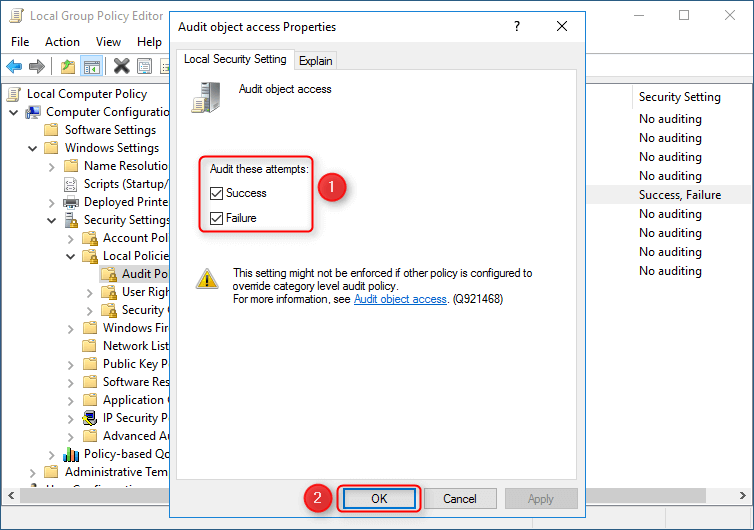 Local Group Policy Editor
File Action View Help
Local Computer Policy
Computer Configuratio
Software Settings
Windows Settings
Name Resolution
Scripts (Startup/
Deployed Printe
Security Settings
Account Pol
Local Policie
Audit Po
User Righ
Security
Windows Fire
Network List
Public Key P
Software Res
Application
IP Security P
Advanced Au
Policy-based Qo
Administrative Tem
Audit object access Properties
?
Local Security Setting Explain
Audit object access
Audit these attempts:
Success
Failure
1
This setting might not be enforced if other policy is configured to
override category level audit policy.
For more information, see Audit object access. (Q921468)
2
OK Cancel Apply
Security Setting
No auditing
No auditing
No auditing
No auditing
Success, Failure
No auditing
No auditing
No auditing
No auditing